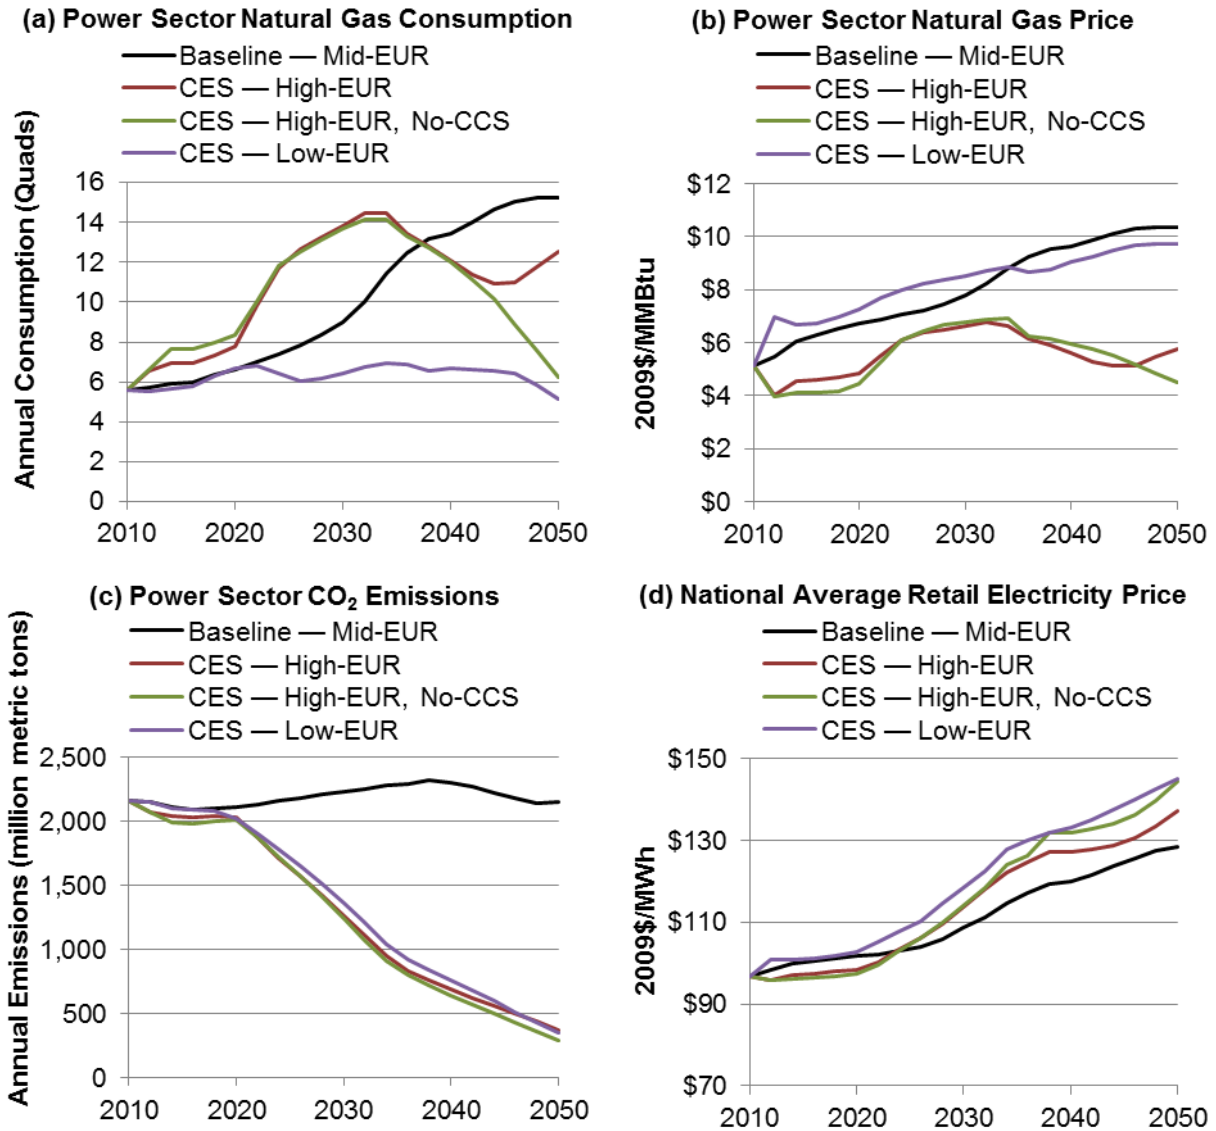 (a) Power Sector Natural Gas Consumption
Baseline — Mid-EUR
CES — High-EUR
CES — High-EUR, No-CCS
CES — Low-EUR
Annual Consumption (Quads)
16
14
12
10
8
6
4
2
0
2010 2020 2030 2040 2050
(b) Power Sector Natural Gas Price
Baseline — Mid-EUR
CES — High-EUR
CES — High-EUR, No-CCS
CES — Low-EUR
2009$/MMBtu
$12
$10
$8
$6
$4
$2
$0
2010 2020 2030 2040 2050
(c) Power Sector CO₂ Emissions
Baseline — Mid-EUR
CES — High-EUR
CES — High-EUR, No-CCS
CES — Low-EUR
Annual Emissions (million metric tons)
2,500
2,000
1,500
1,000
500
0
2010 2020 2030 2040 2050
(d) National Average Retail Electricity Price
Baseline — Mid-EUR
CES — High-EUR
CES — High-EUR, No-CCS
CES — Low-EUR
2009$/MWh
$150
$130
$110
$90
$70
2010 2020 2030 2040 2050